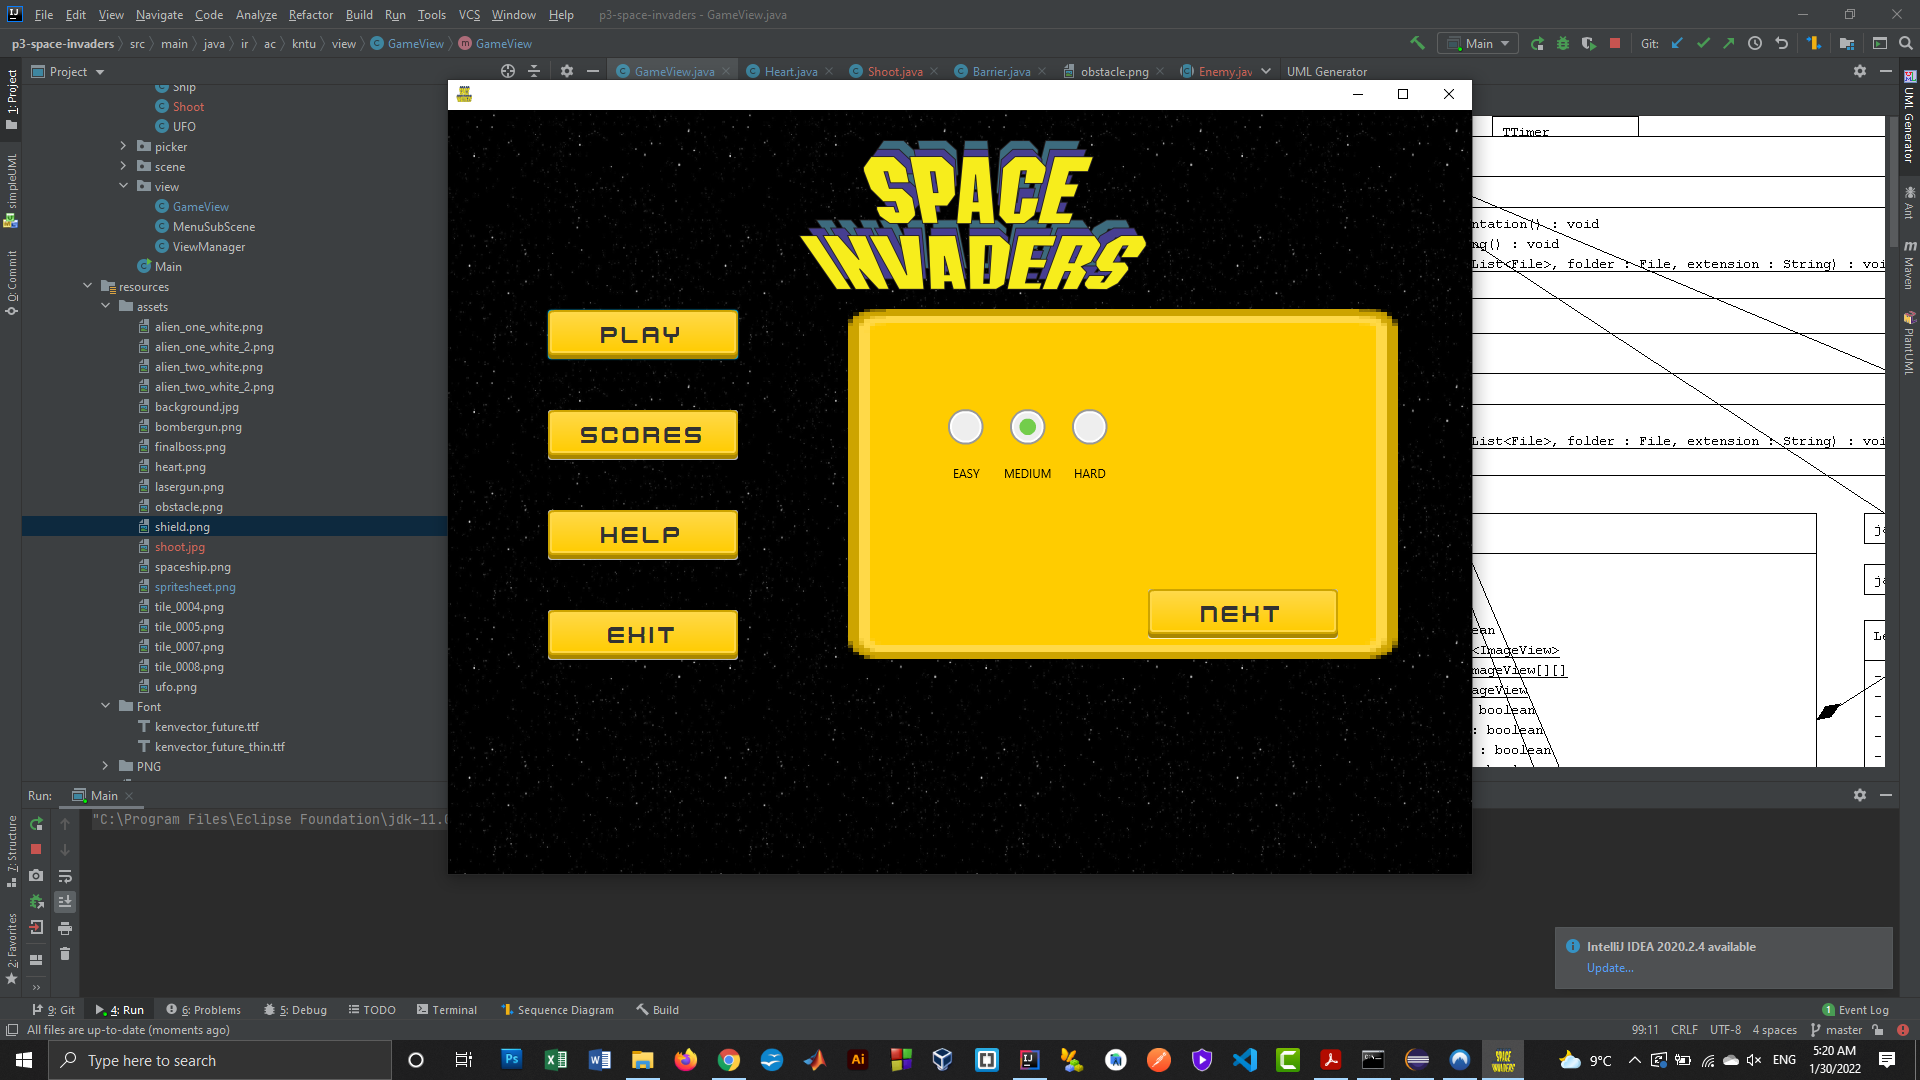 File Edit View Navigate Code Analyze Refactor Build Run Tools VCS Window Help p3-space-invaders - GameView.java
p3-space-invaders src main java ir ac kntu view GameView GameView Main Git:
Project GameView.java Heart.java Shoot.java Barrier.java obstacle.png Enemy.jav UML Generator
1: Project
simpleUML
0: Commit
7: Structure
2: Favorites
Ship
Shoot
UFO
picker
scene
view
GameView
MenuSubScene
ViewManager
Main
resources
assets
alien_one_white.png
alien_one_white_2.png
alien_two_white.png
alien_two_white_2.png
background.jpg
bombergun.png
finalboss.png
heart.png
lasergun.png
obstacle.png
shield.png
shoot.jpg
spaceship.png
spritesheet.png
tile_0004.png
tile_0005.png
tile_0007.png
tile_0008.png
ufo.png
Font
kenvector_future.ttf
kenvector_future_thin.ttf
PNG
SPACE
INVADERS
PLAY
SCORES
HELP
EXIT
EASY MEDIUM HARD
NEXT
TTimer
ntation() : void
ng() : void
List<File>, folder : File, extension : String) : voi
List<File>, folder : File, extension : String) : voi
ja
ja
Le
ean
<ImageView>
mageView[][]
ageView
boolean
: boolean
: boolean
UML Generator
Ant
Maven
PlantUML
Run: Main
"C:\Program Files\Eclipse Foundation\jdk-11.0
IntelliJ IDEA 2020.2.4 available
Update...
9: Git 4: Run 6: Problems 5: Debug TODO Terminal Sequence Diagram Build 1 Event Log
All files are up-to-date (moments ago) 99:11 CRLF UTF-8 4 spaces master
Type here to search 9°C ENG 5:20 AM
1/30/2022